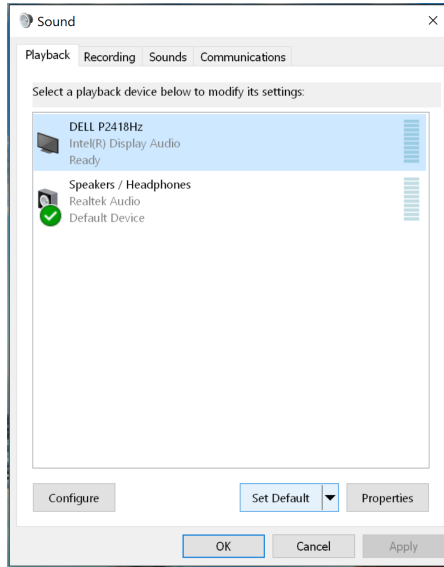 Sound
Playback Recording Sounds Communications
Select a playback device below to modify its settings:
DELL P2418Hz
Intel(R) Display Audio
Ready
Speakers / Headphones
Realtek Audio
Default Device
Configure Set Default Properties
OK Cancel Apply